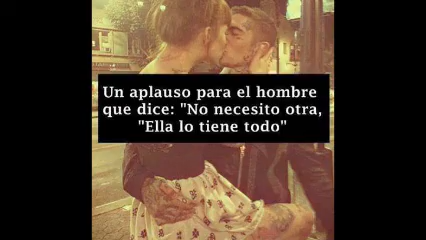 Un aplauso para el hombre
que dice: "No necesito otra,
"Ella lo tiene todo"